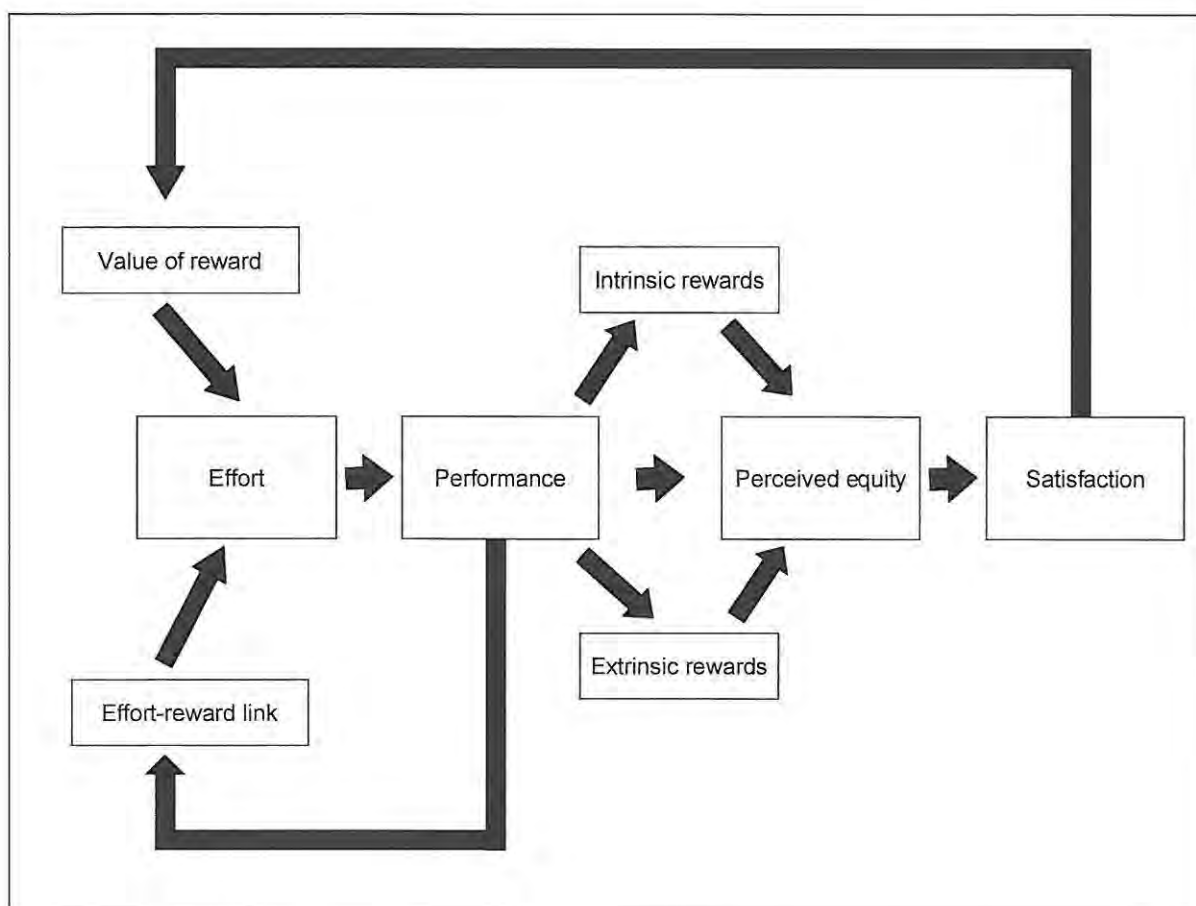 Value of reward
Intrinsic rewards
Effort
Performance
Perceived equity
Satisfaction
Extrinsic rewards
Effort-reward link